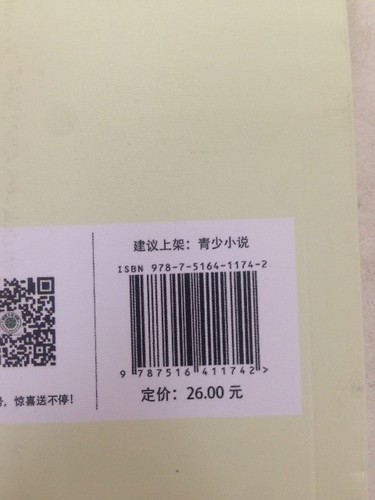 建议上架：青少小说
ISBN 978-7-5164-1174-2
9 787516 411742 >
定价：26.00 元
号，惊喜送不停！